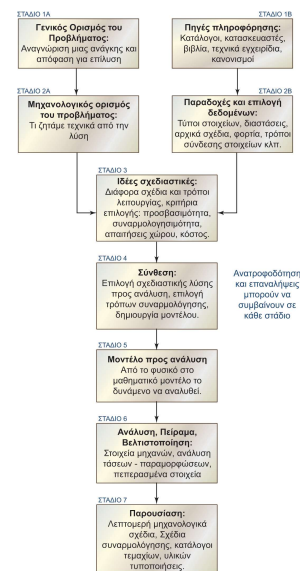 ΣΤΑΔΙΟ 1Α
Γενικός Ορισμός του
Προβλήματος:
Αναγνώριση μιας ανάγκης και
απόφαση για επίλυση
ΣΤΑΔΙΟ 1Β
Πηγές πληροφόρησης:
Κατάλογοι, κατασκευαστές,
βιβλία, τεχνικά εγχειρίδια,
κανονισμοί
ΣΤΑΔΙΟ 2Α
Μηχανολογικός ορισμός
του προβλήματος:
Τι ζητάμε τεχνικά από την
λύση
ΣΤΑΔΙΟ 2Β
Παραδοχές και επιλογή
δεδομένων:
Τύποι στοιχείων, διαστάσεις,
αρχικά σχέδια, φορτία, τρόποι
σύνδεσης στοιχείων κλπ.
ΣΤΑΔΙΟ 3
Ιδέες σχεδιαστικές:
Διάφορα σχέδια και τρόποι
λειτουργίας, κριτήρια
επιλογής: προσβασιμότητα,
συναρμολογησιμότητα,
απαιτήσεις χώρου, κόστος.
ΣΤΑΔΙΟ 4
Σύνθεση:
Επιλογή σχεδιαστικής λύσης
προς ανάλυση, επιλογή
τρόπων συναρμολόγησης,
δημιουργία μοντέλου.
Ανατροφοδότηση
και επαναλήψεις
μπορούν να
συμβαίνουν σε
κάθε στάδιο
ΣΤΑΔΙΟ 5
Μοντέλο προς ανάλυση
Από το φυσικό στο
μαθηματικό μοντέλο το
δυνάμενο να αναλυθεί.
ΣΤΑΔΙΟ 6
Ανάλυση, Πείραμα,
Βελτιστοποίηση:
Στοιχεία μηχανών, ανάλυση
τάσεων - παραμορφώσεων,
πεπερασμένα στοιχεία
ΣΤΑΔΙΟ 7
Παρουσίαση:
Λεπτομερή μηχανολογικά
σχέδια, Σχέδια
συναρμολόγησης, κατάλογοι
τεμαχίων, υλικών
τυποποιήσεις.